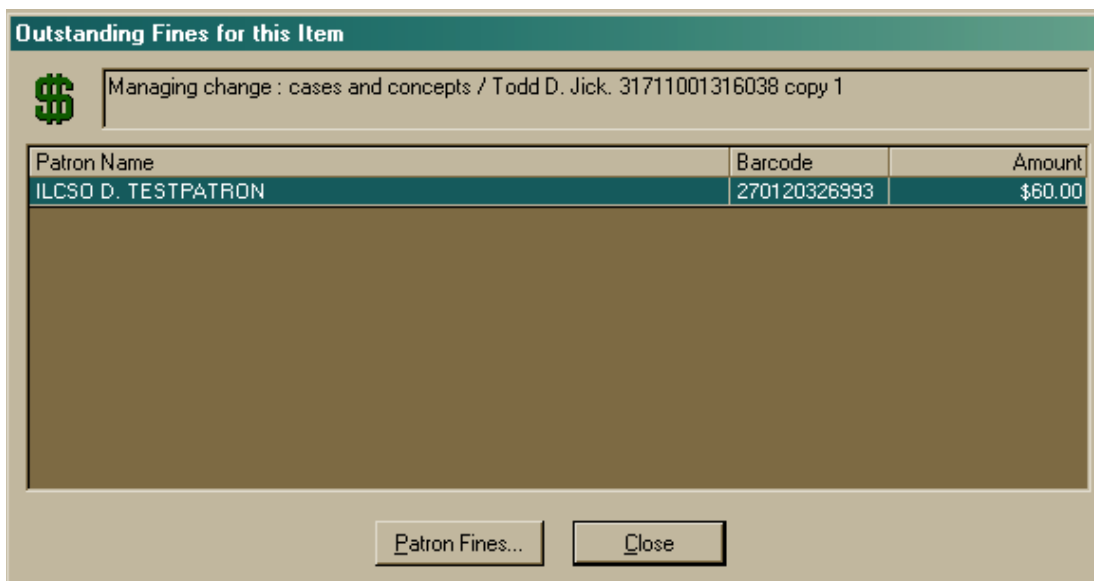 Outstanding Fines for this Item
Managing change : cases and concepts / Todd D. Jick. 31711001316038 copy 1
Patron Name Barcode Amount
ILCSO D. TESTPATRON 270120326993 $60.00
Patron Fines... Close